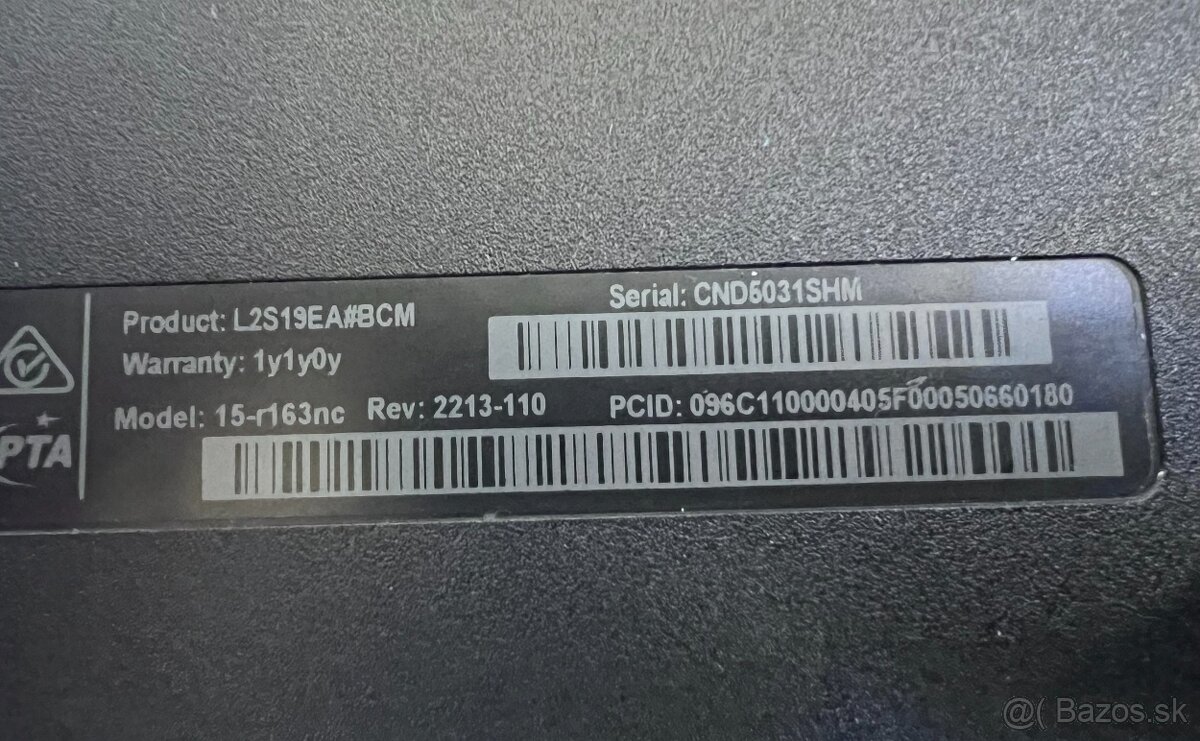 Serial: CND5031SHM
Product: L2S19EA#BCM
Warranty: 1y1y0y
Model: 15-r163nc Rev: 2213-110 PCID: 096C110000405F00050660180
PTA
@( Bazos.sk